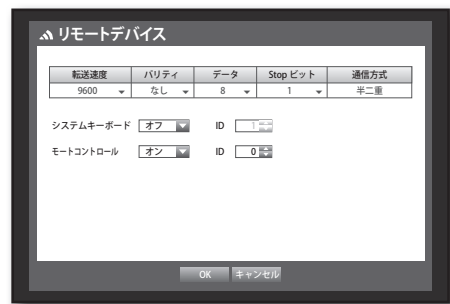 リモートデバイス
転送速度 バリティ データ Stop ビット 通信方式
9600 なし 8 1 半二重
システムキーボード オフ ID 1
モートコントロール オン ID 0
OK キャンセル